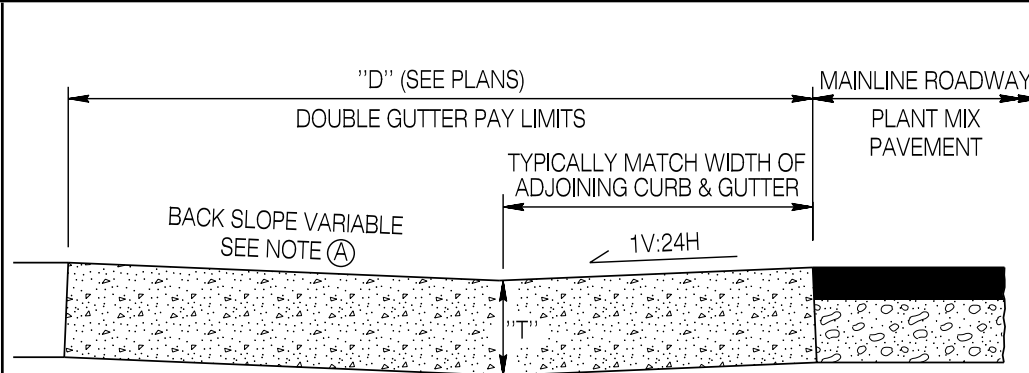 "D" (SEE PLANS)
MAINLINE ROADWAY
DOUBLE GUTTER PAY LIMITS
PLANT MIX
PAVEMENT
TYPICALLY MATCH WIDTH OF
ADJOINING CURB & GUTTER
BACK SLOPE VARIABLE
SEE NOTE Ⓐ
1V:24H
"T"